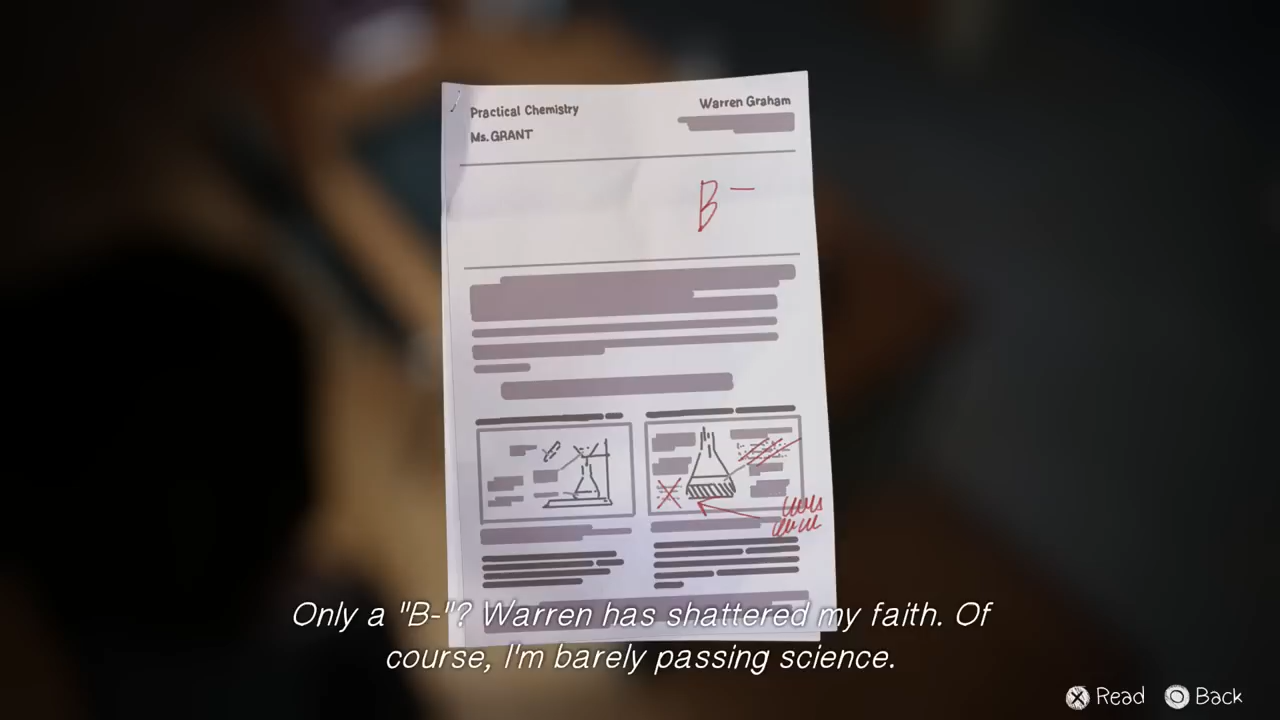 Practical Chemistry
Warren Graham
Ms. GRANT
B-
Only a "B-"? Warren has shattered my faith. Of
course, I'm barely passing science.
Read
Back